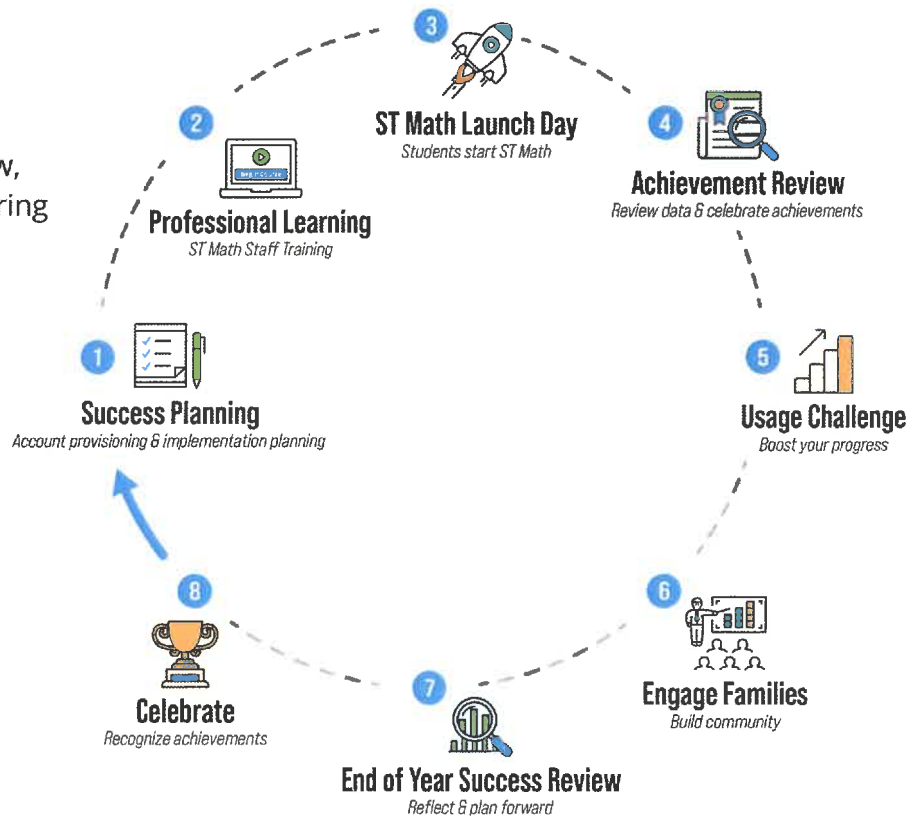 w,
ring
3
ST Math Launch Day
Students start ST Math
2
Begin Course
Professional Learning
ST Math Staff Training
4
Achievement Review
Review data & celebrate achievements
1
Success Planning
Account provisioning & implementation planning
5
Usage Challenge
Boost your progress
8
Celebrate
Recognize achievements
6
Engage Families
Build community
7
End of Year Success Review
Reflect & plan forward